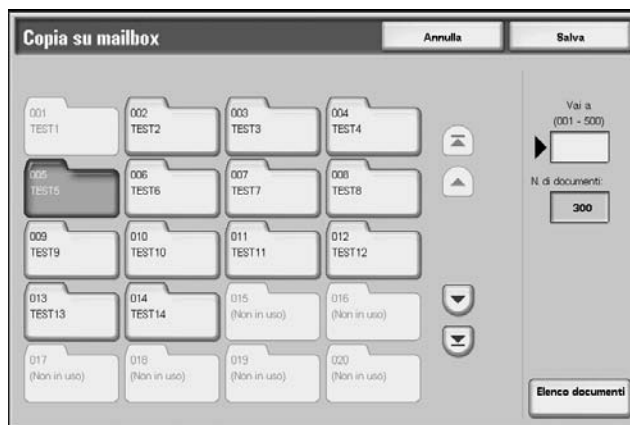 Copia su mailbox
Annulla
Salva
001
TEST1
002
TEST2
003
TEST3
004
TEST4
005
TEST5
006
TEST6
007
TEST7
008
TEST8
009
TEST9
010
TEST10
011
TEST11
012
TEST12
013
TEST13
014
TEST14
015
(Non in uso)
016
(Non in uso)
017
(Non in uso)
018
(Non in uso)
019
(Non in uso)
020
(Non in uso)
Vai a
(001 - 500)
N. di documenti:
300
Elenco documenti